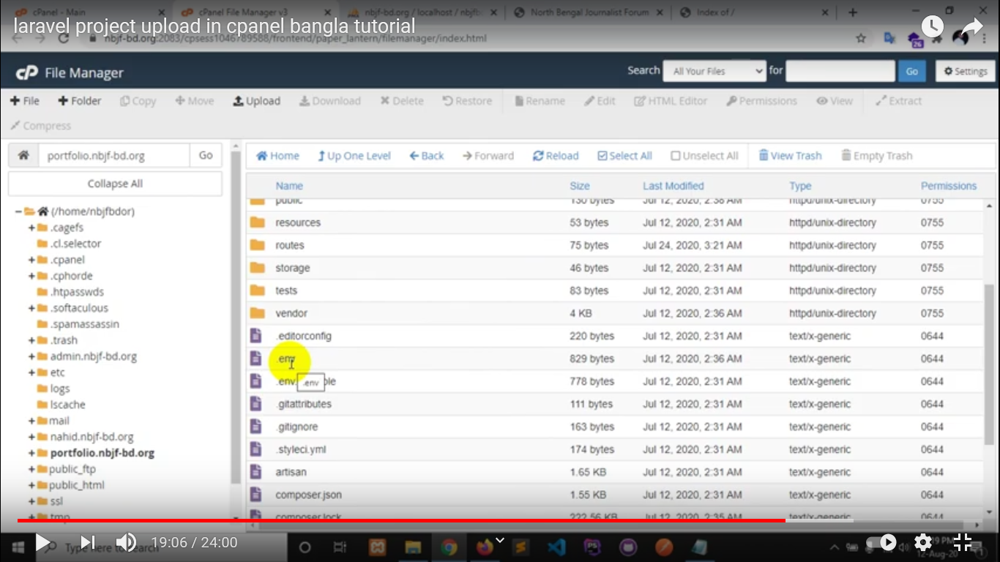 cPanel - Main
cPanel File Manager v3
nbjf-bd.org / localhost / nbjfb
North Bengal Journalist Forum
Index of /
laravel project upload in cpanel bangla tutorial
nbjf-bd.org:2083/cpsess1046789588/frontend/paper_lantern/filemanager/index.html
26
cP File Manager
Search All Your Files for Go Settings
File Folder Copy Move Upload Download Delete Restore Rename Edit HTML Editor Permissions View Extract
Compress
portfolio.nbjf-bd.org Go
Home Up One Level Back Forward Reload Select All Unselect All View Trash Empty Trash
Collapse All
(/home/nbjfbdor)
.cagefs
.cl.selector
.cpanel
.cphorde
.htpasswds
.softaculous
.spamassassin
.trash
admin.nbjf-bd.org
etc
logs
lscache
mail
nahid.nbjf-bd.org
portfolio.nbjf-bd.org
public_ftp
public_html
ssl
tmp
Name Size Last Modified Type Permissions
public 130 bytes Jul 12, 2020, 2:38 AM httpd/unix-directory 0755
resources 53 bytes Jul 12, 2020, 2:31 AM httpd/unix-directory 0755
routes 75 bytes Jul 24, 2020, 3:21 AM httpd/unix-directory 0755
storage 46 bytes Jul 12, 2020, 2:31 AM httpd/unix-directory 0755
tests 83 bytes Jul 12, 2020, 2:31 AM httpd/unix-directory 0755
vendor 4 KB Jul 12, 2020, 2:36 AM httpd/unix-directory 0755
.editorconfig 220 bytes Jul 12, 2020, 2:31 AM text/x-generic 0644
.env 829 bytes Jul 12, 2020, 2:36 AM text/x-generic 0644
.env .env ple 778 bytes Jul 12, 2020, 2:31 AM text/x-generic 0644
.gitattributes 111 bytes Jul 12, 2020, 2:31 AM text/x-generic 0644
.gitignore 163 bytes Jul 12, 2020, 2:31 AM text/x-generic 0644
.styleci.yml 174 bytes Jul 12, 2020, 2:31 AM text/x-generic 0644
artisan 1.65 KB Jul 12, 2020, 2:31 AM text/x-generic 0644
composer.json 1.55 KB Jul 12, 2020, 2:31 AM text/x-generic 0644
composer.lock 222.56 KB Jul 12, 2020, 2:35 AM text/x-generic 0644
19:06 / 24:00
Type here to search
PS
12-Aug-20